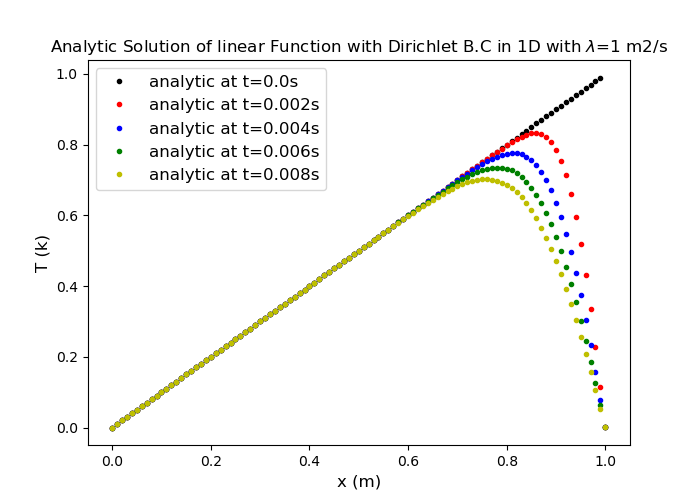 Analytic Solution of linear Function with Dirichlet B.C in 1D with λ=1 m2/s
1.0
0.8
0.6
0.4
0.2
0.0
T (k)
analytic at t=0.0s
analytic at t=0.002s
analytic at t=0.004s
analytic at t=0.006s
analytic at t=0.008s
0.0 0.2 0.4 0.6 0.8 1.0
x (m)